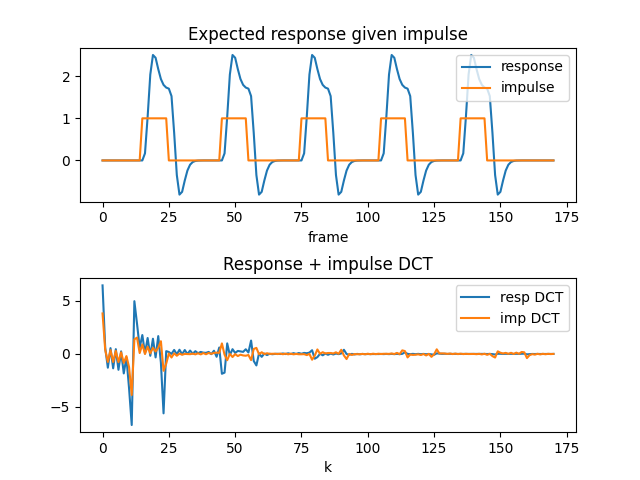 Expected response given impulse
response
impulse
2
1
0
0
25
50
75
100
125
150
175
frame
Response + impulse DCT
resp DCT
imp DCT
5
0
−5
0
25
50
75
100
125
150
175
k